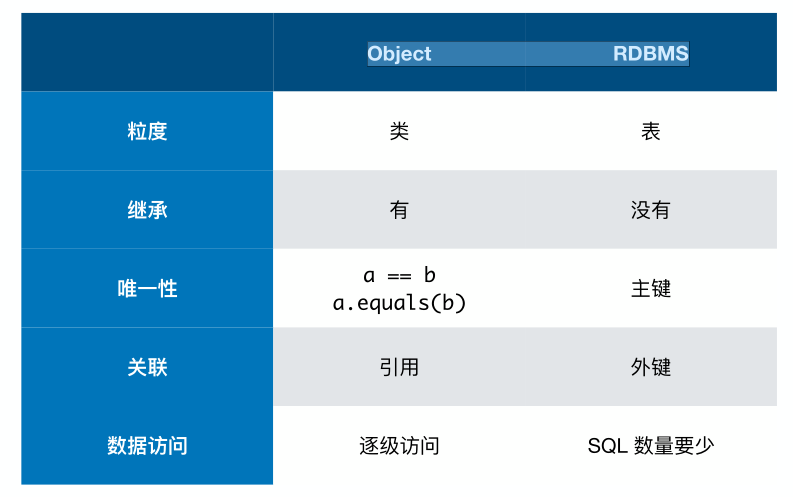 Object RDBMS
粒度 类 表
继承 有 没有
唯一性 a == b
a.equals(b) 主键
关联 引用 外键
数据访问 逐级访问 SQL 数量要少